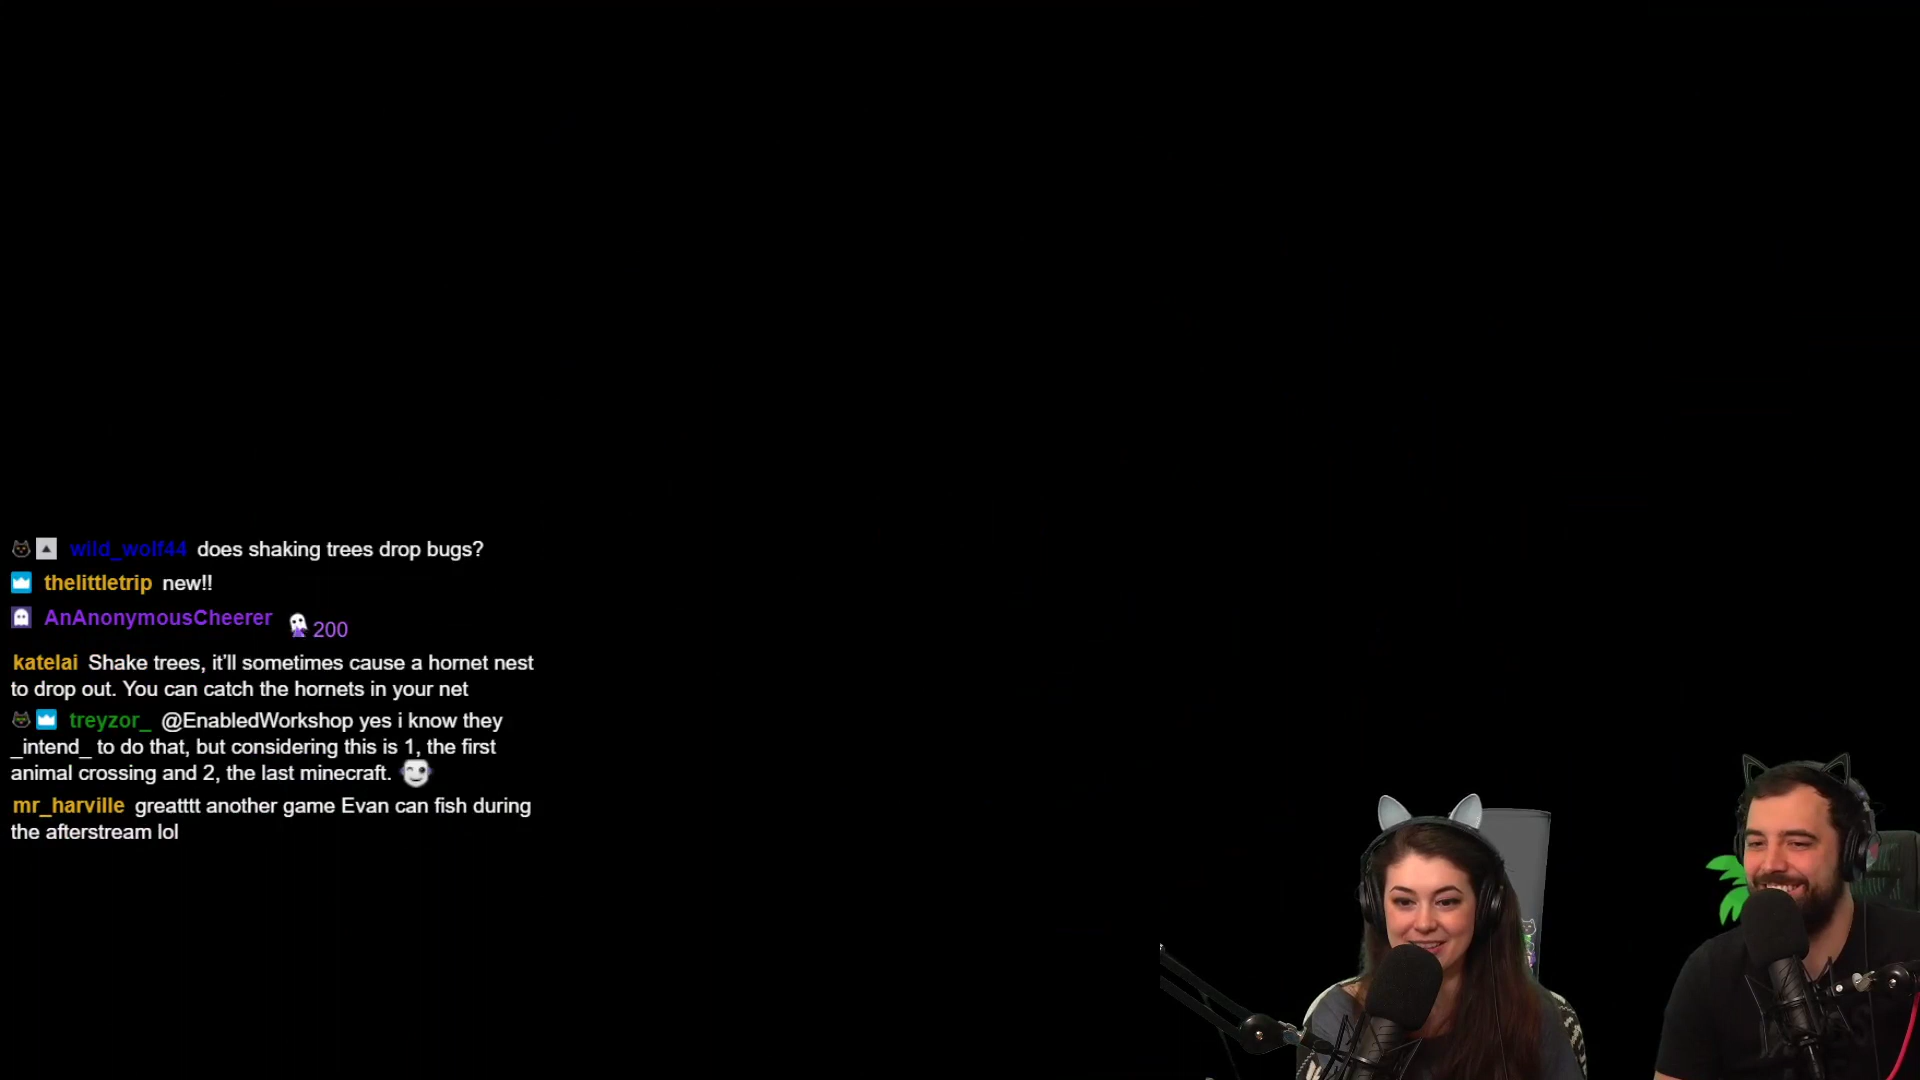 wild_wolf44 does shaking trees drop bugs?
thelittletrip new!!
AnAnonymousCheerer 200
katelai Shake trees, it’ll sometimes cause a hornet nest
to drop out. You can catch the hornets in your net
treyzor_ @EnabledWorkshop yes i know they
_intend_ to do that, but considering this is 1, the first
animal crossing and 2, the last minecraft.
mr_harville greatttt another game Evan can fish during
the afterstream lol